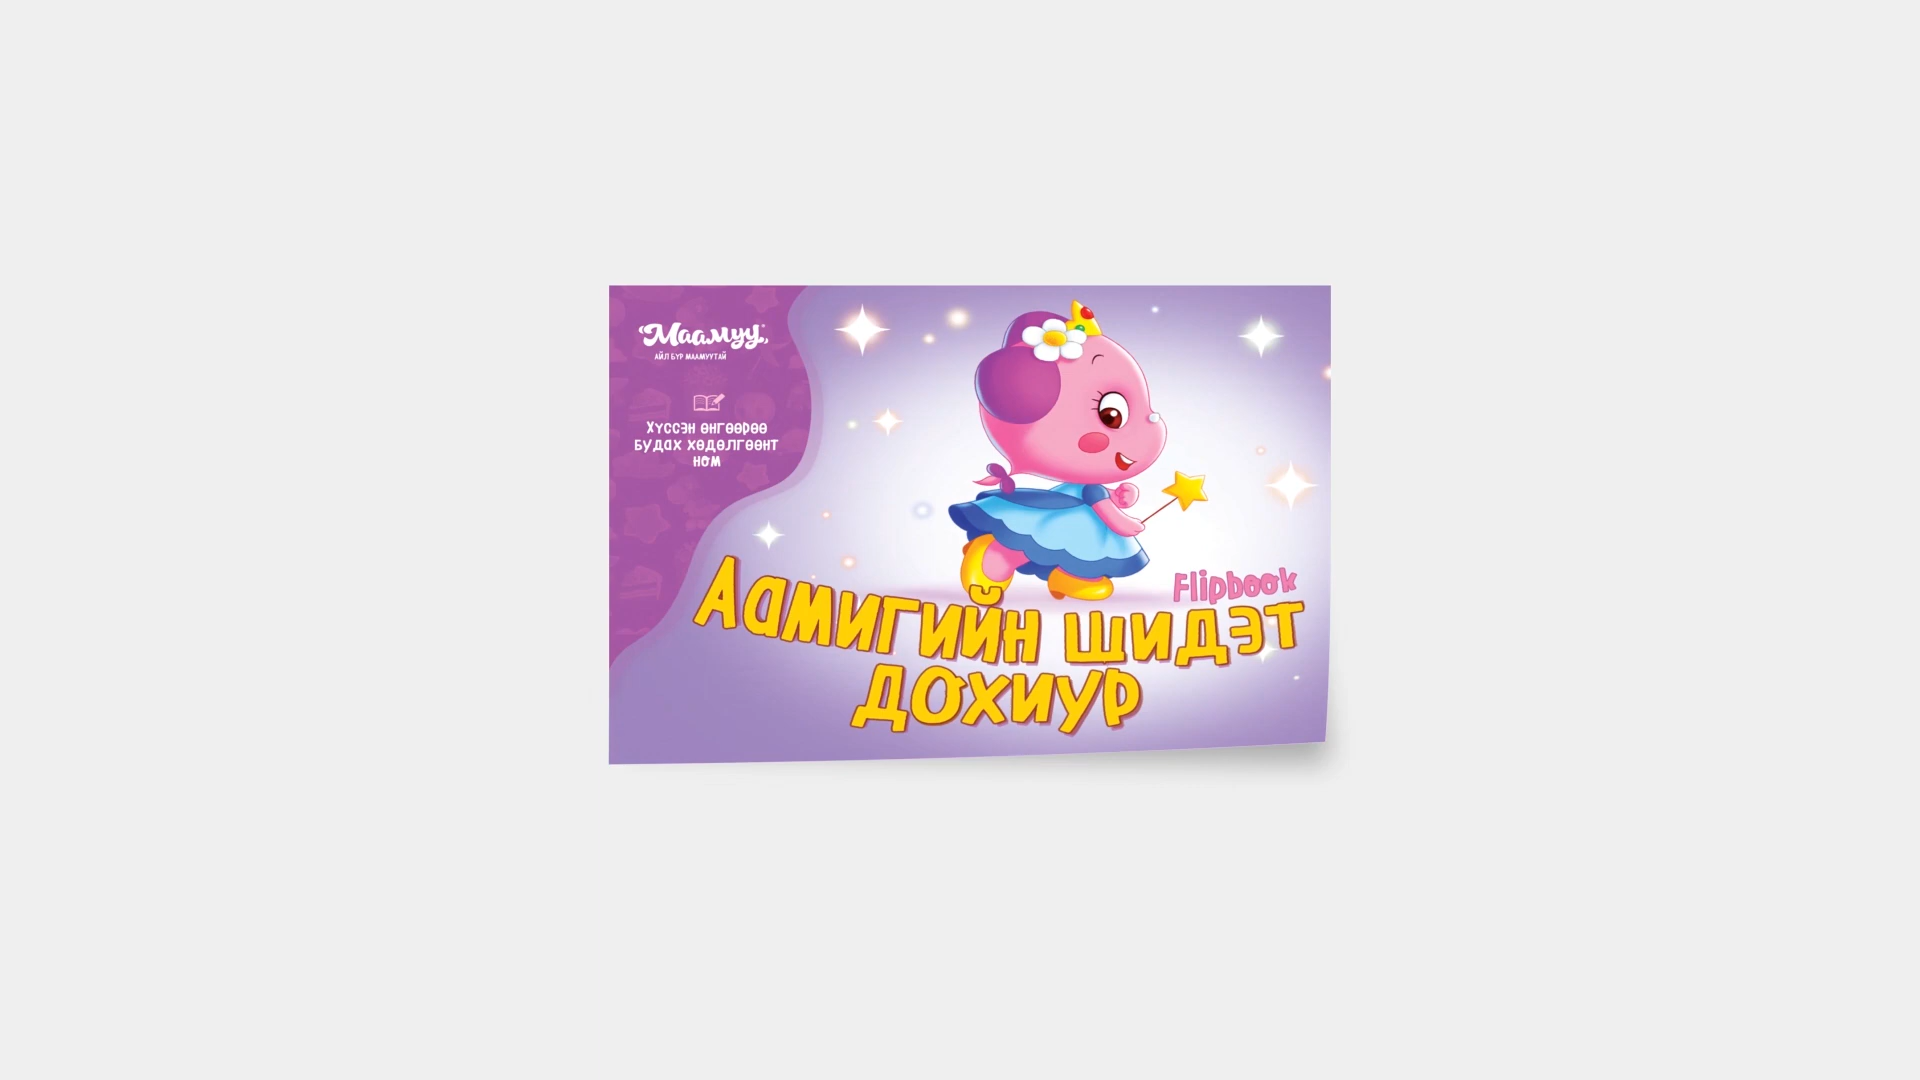 Маамуу
АЙЛ БҮР МААМУУТАЙ
Хүссэн өнгөөрөө
будах хөдөлгөөнт
ном
Flipbook
Аамигийн шидэт
дохиур